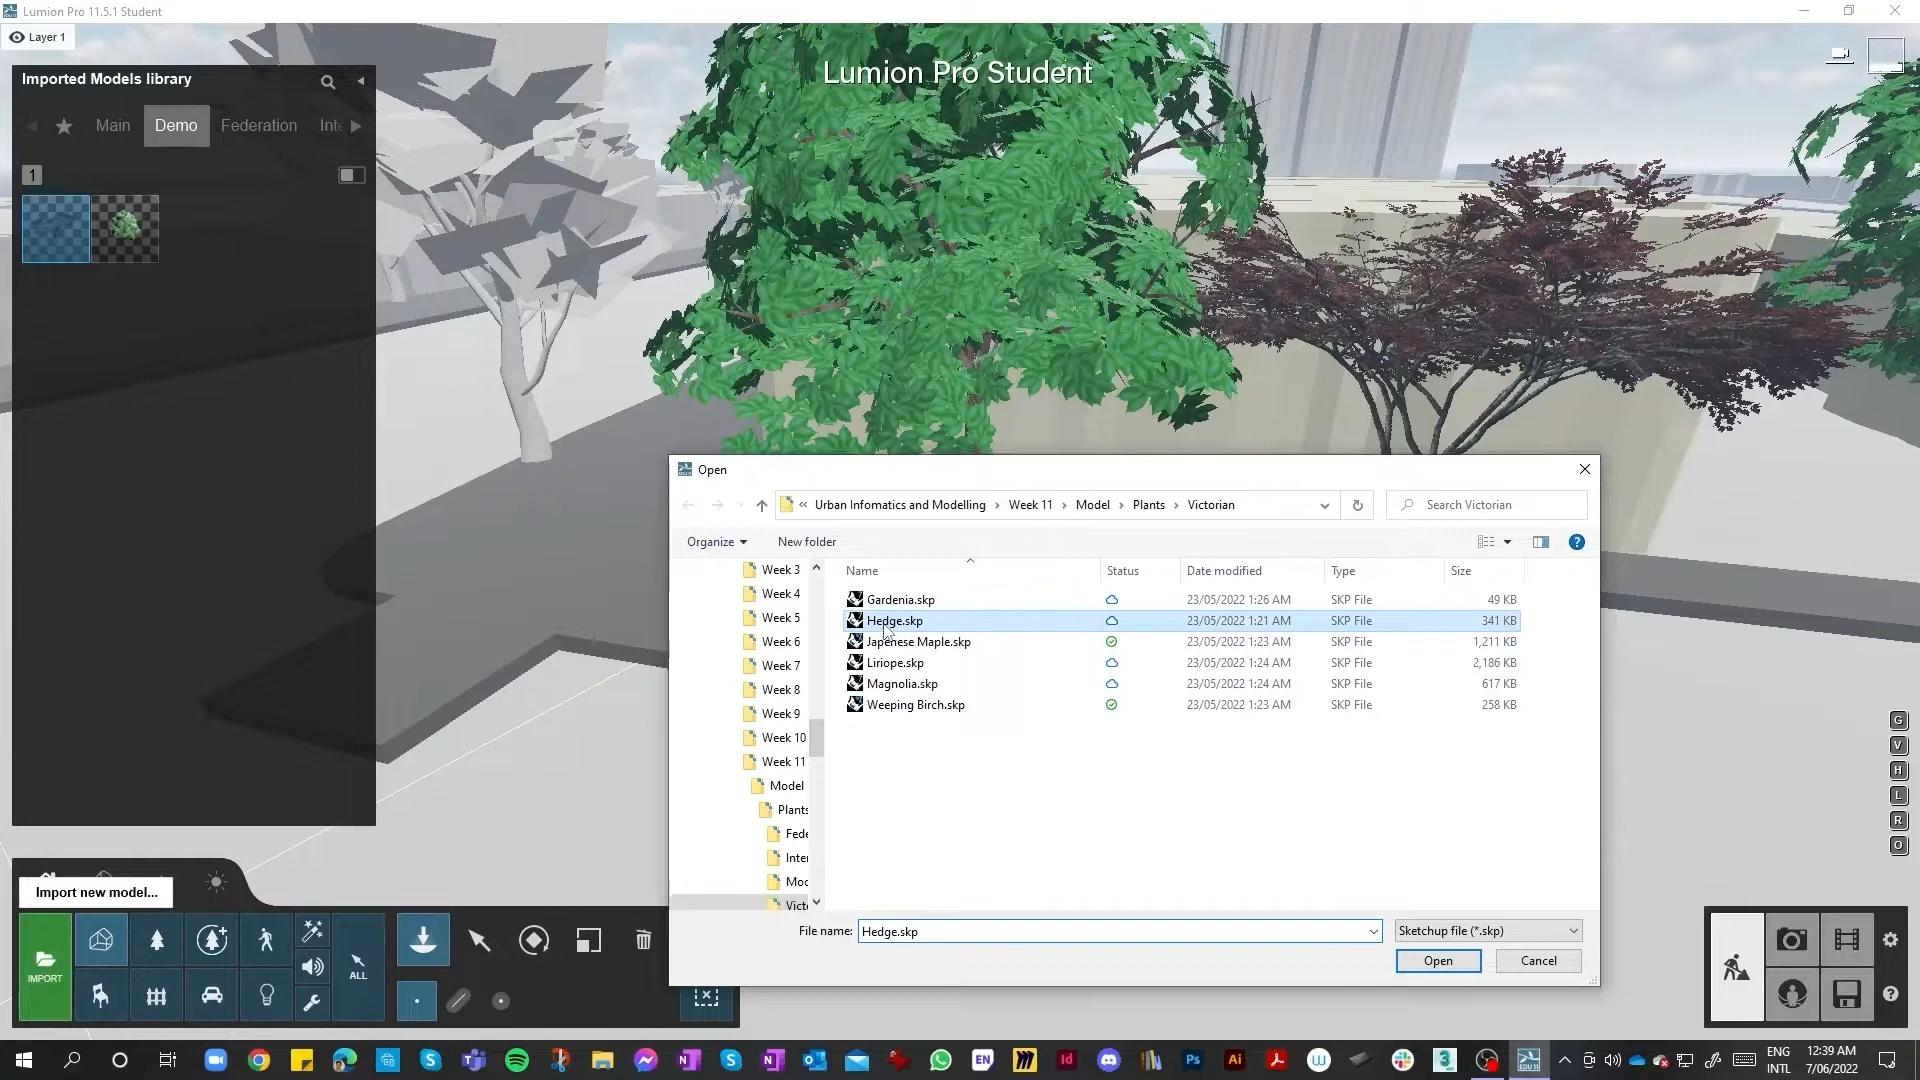 Lumion Pro 11.5.1 Student
Layer 1
Lumion Pro Student
Imported Models library
Main
Demo
Federation
Inte
1
Open
« Urban Infomatics and Modelling › Week 11 › Model › Plants › Victorian
Search Victorian
Organize
New folder
Name
Status
Date modified
Type
Size
Week 3
Week 4
Week 5
Week 6
Week 7
Week 8
Week 9
Week 10
Week 11
Model
Plants
Fede
Inter
Moc
Victo
Gardenia.skp 23/05/2022 1:26 AM SKP File 49 KB
Hedge.skp 23/05/2022 1:21 AM SKP File 341 KB
Japenese Maple.skp 23/05/2022 1:23 AM SKP File 1,211 KB
Liriope.skp 23/05/2022 1:24 AM SKP File 2,186 KB
Magnolia.skp 23/05/2022 1:24 AM SKP File 617 KB
Weeping Birch.skp 23/05/2022 1:23 AM SKP File 258 KB
File name: Hedge.skp
Sketchup file (*.skp)
Open
Cancel
G
V
H
L
R
O
Import new model...
IMPORT
ALL
ENG
INTL
12:39 AM
7/06/2022